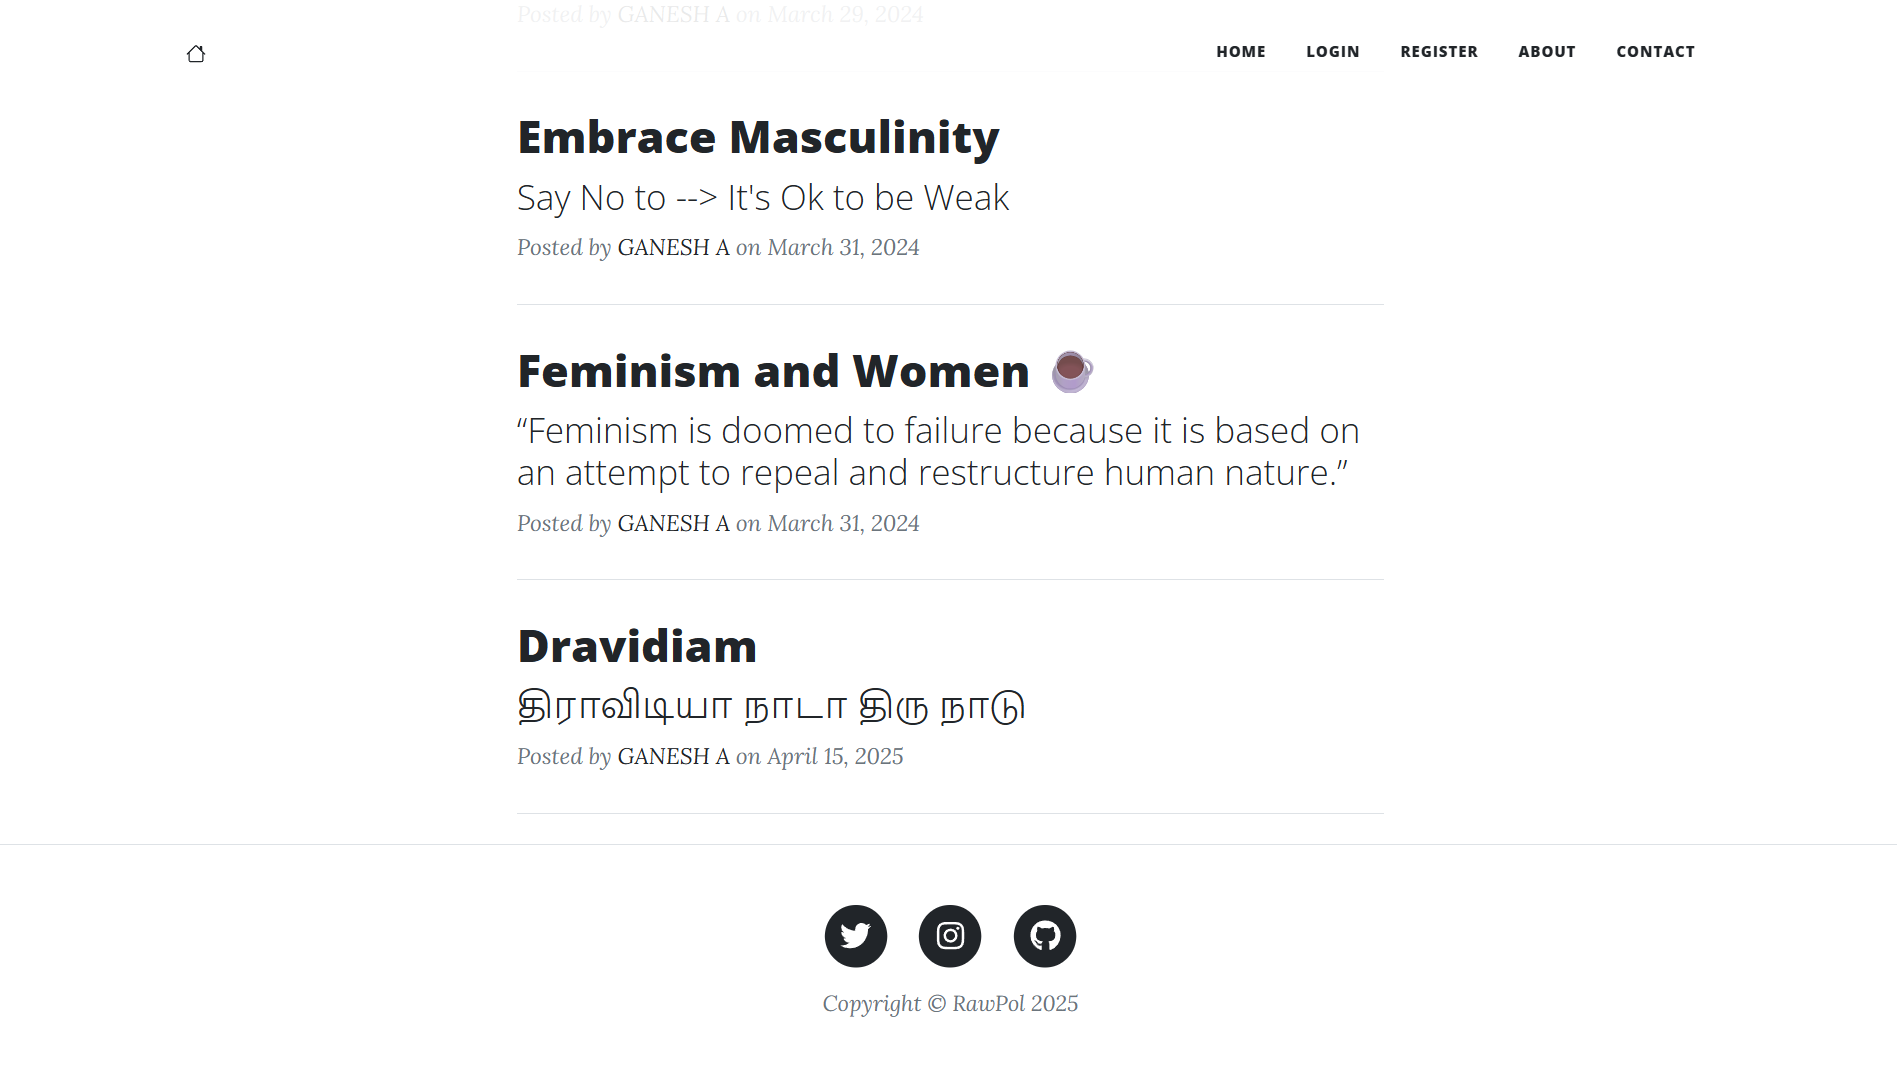 Posted by GANESH A on March 29, 2024
HOME LOGIN REGISTER ABOUT CONTACT
Embrace Masculinity
Say No to --> It's Ok to be Weak
Posted by GANESH A on March 31, 2024
Feminism and Women
“Feminism is doomed to failure because it is based on
an attempt to repeal and restructure human nature.”
Posted by GANESH A on March 31, 2024
Dravidiam
திராவிடியா நாடா திரு நாடு
Posted by GANESH A on April 15, 2025
Copyright © RawPol 2025